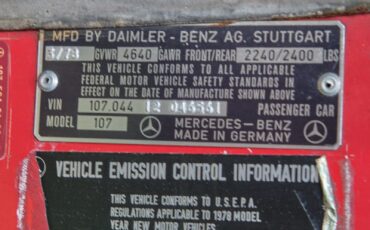 MFD BY DAIMLER - BENZ AG. STUTTGART
3/78 GVWR 4640 GAWR FRONT/REAR 2240/2400 LBS
THIS VEHICLE CONFORMS TO ALL APPLICABLE
FEDERAL MOTOR VEHICLE SAFETY STANDARDS IN
EFFECT ON THE DATE OF MANUFACTURE SHOWN ABOVE
VIN 107.044 12 PASSENGER CAR
MODEL 107 MERCEDES-BENZ
MADE IN GERMANY
VEHICLE EMISSION CONTROL INFORMATION
THIS VEHICLE CONFORMS TO U.S.E.P.A.
REGULATIONS APPLICABLE TO 1978 MODEL
YEAR NEW MOTOR VEHICLES